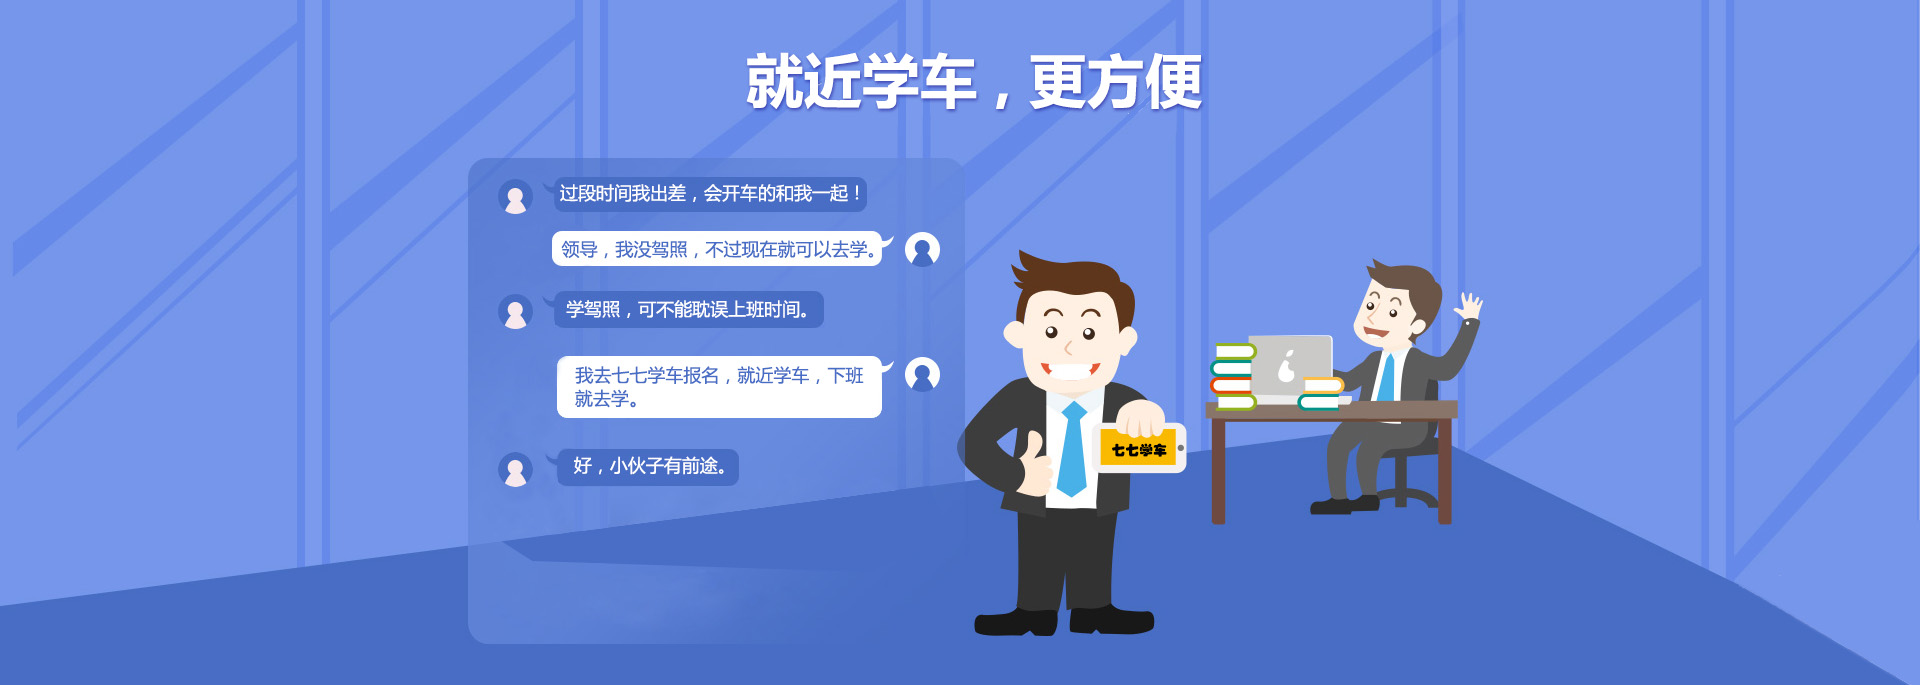 就近学车，更方便
过段时间我出差，会开车的和我一起！
领导，我没驾照，不过现在就可以去学。
学驾照，可不能耽误上班时间。
我去七七学车报名，就近学车，下班
就去学。
好，小伙子有前途。
七七学车